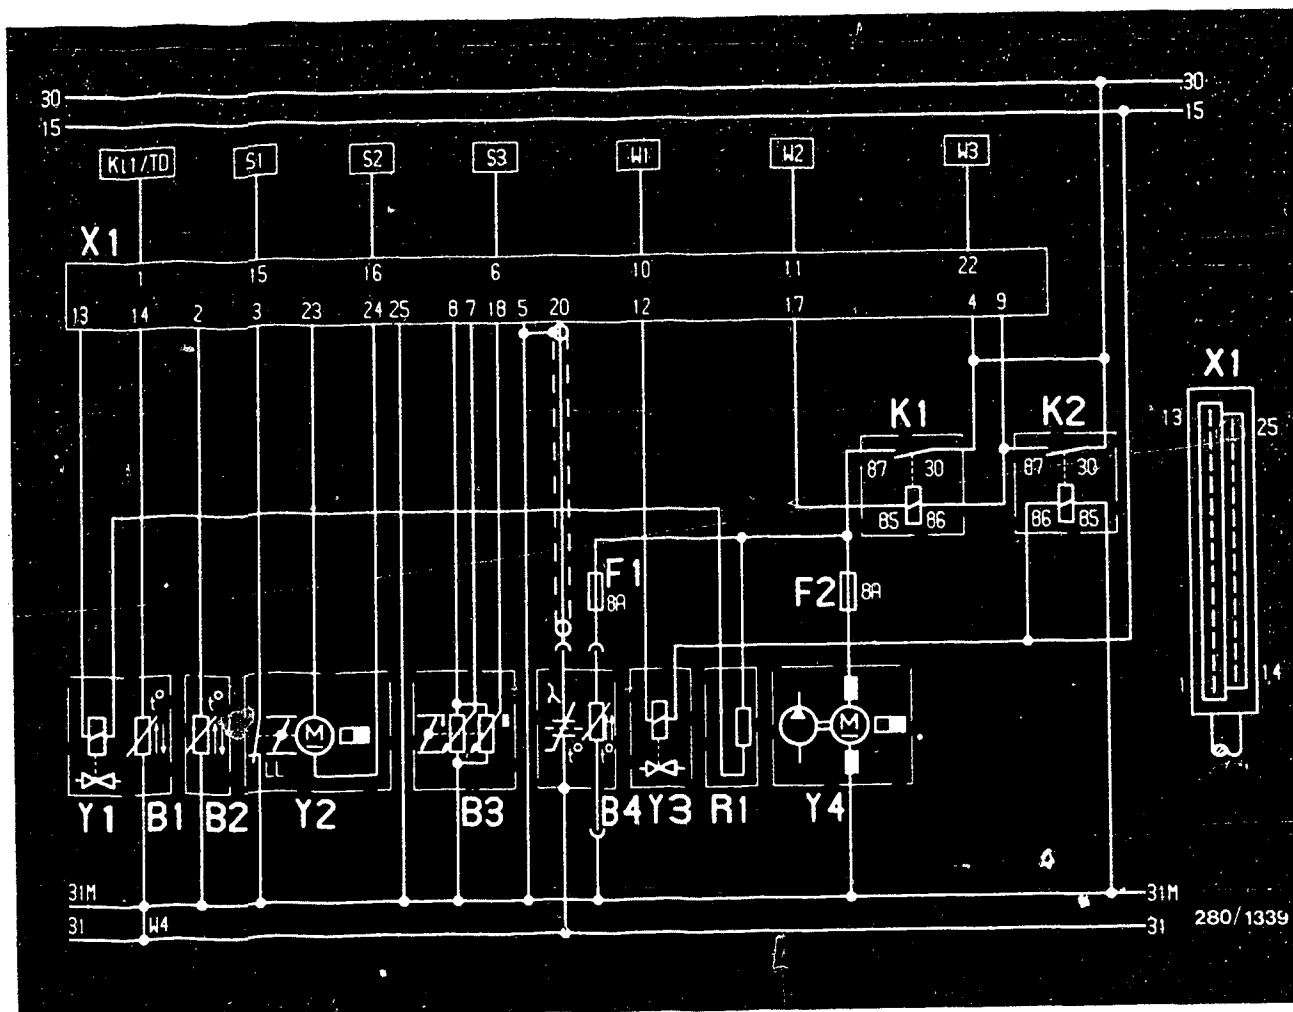 30 30
15 15
KL1/TD S1 S2 S3 W1 W2 W3
X1
1 15 16 6 10 11 22
13 14 2 3 23 24 25 8 7 18 5 20 12 17 4 9
X1
K1 K2
13 25
87 30 87 30
85 86 86 85
F1
8A
F2 8A
1 14
λ
t° t° t° t°
M M
LL
Y1 B1 B2 Y2 B3 B4 Y3 R1 Y4
31M 31M
31 W4 31
280/1339